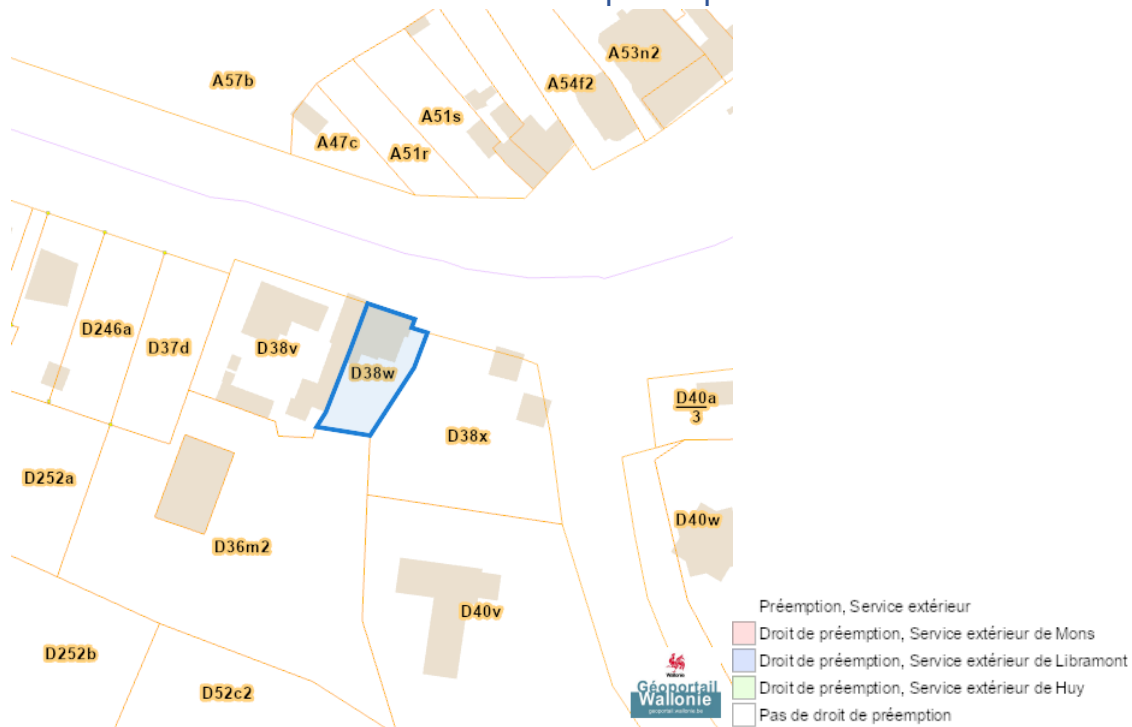 A53n2
A57b
A54f2
A51s
A47c
A51r
D246a
D37d
D38v
D38w
D40a
3
D38x
D252a
D40w
D36m2
D40v
D252b
D52c2
Wallonie
Géoportail
Wallonie
geoportail.wallonie.be
Préemption, Service extérieur
Droit de préemption, Service extérieur de Mons
Droit de préemption, Service extérieur de Libramont
Droit de préemption, Service extérieur de Huy
Pas de droit de préemption